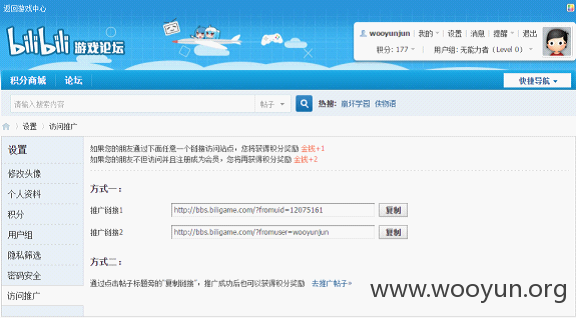 返回游戏中心
bilibili 游戏论坛
wooyunjun | 我的 | 设置 | 消息 | 提醒 | 退出
积分: 177 | 用户组: 无能力者 (Level 0)
积分商城 论坛 快捷导航
请输入搜索内容 帖子 热搜: 崩坏学园 侠物语
设置 访问推广
设置
修改头像
个人资料
积分
用户组
隐私筛选
密码安全
访问推广
如果您的朋友通过下面任意一个链接访问站点,您将获得积分奖励 金钱+1
如果您的朋友不但访问并且注册成为会员,您将再获得积分奖励 金钱+2
方式一:
推广链接1 http://bbs.biligame.com/?fromuid=12075161 复制
推广链接2 http://bbs.biligame.com/?fromuser=wooyunjun 复制
方式二:
通过点击帖子标题旁的"复制链接",推广成功后也可以获得积分奖励 去推广帖子»
www.wooyun.org